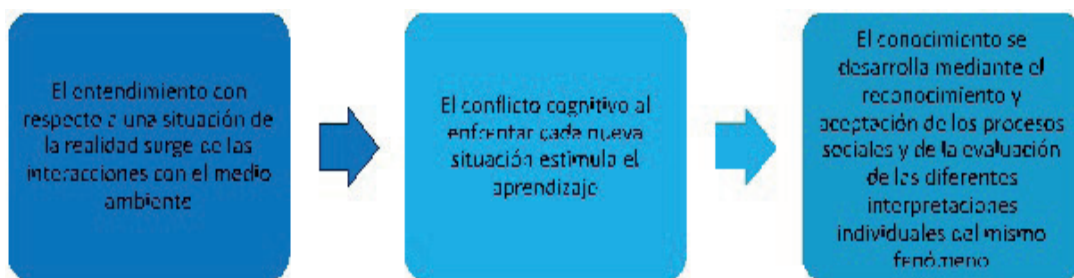 El entendimiento con
respecto a una situación de
la realidad surge de las
interacciones con el medio
ambiente
El conflicto cognitivo al
enfrentar cada nueva
situación estimula el
aprendizaje
El conocimiento se
desarrolla mediante el
reconocimiento y
aceptación de los procesos
sociales y de la evaluación
de las diferentes
interpretaciones
individuales del mismo
fenómeno